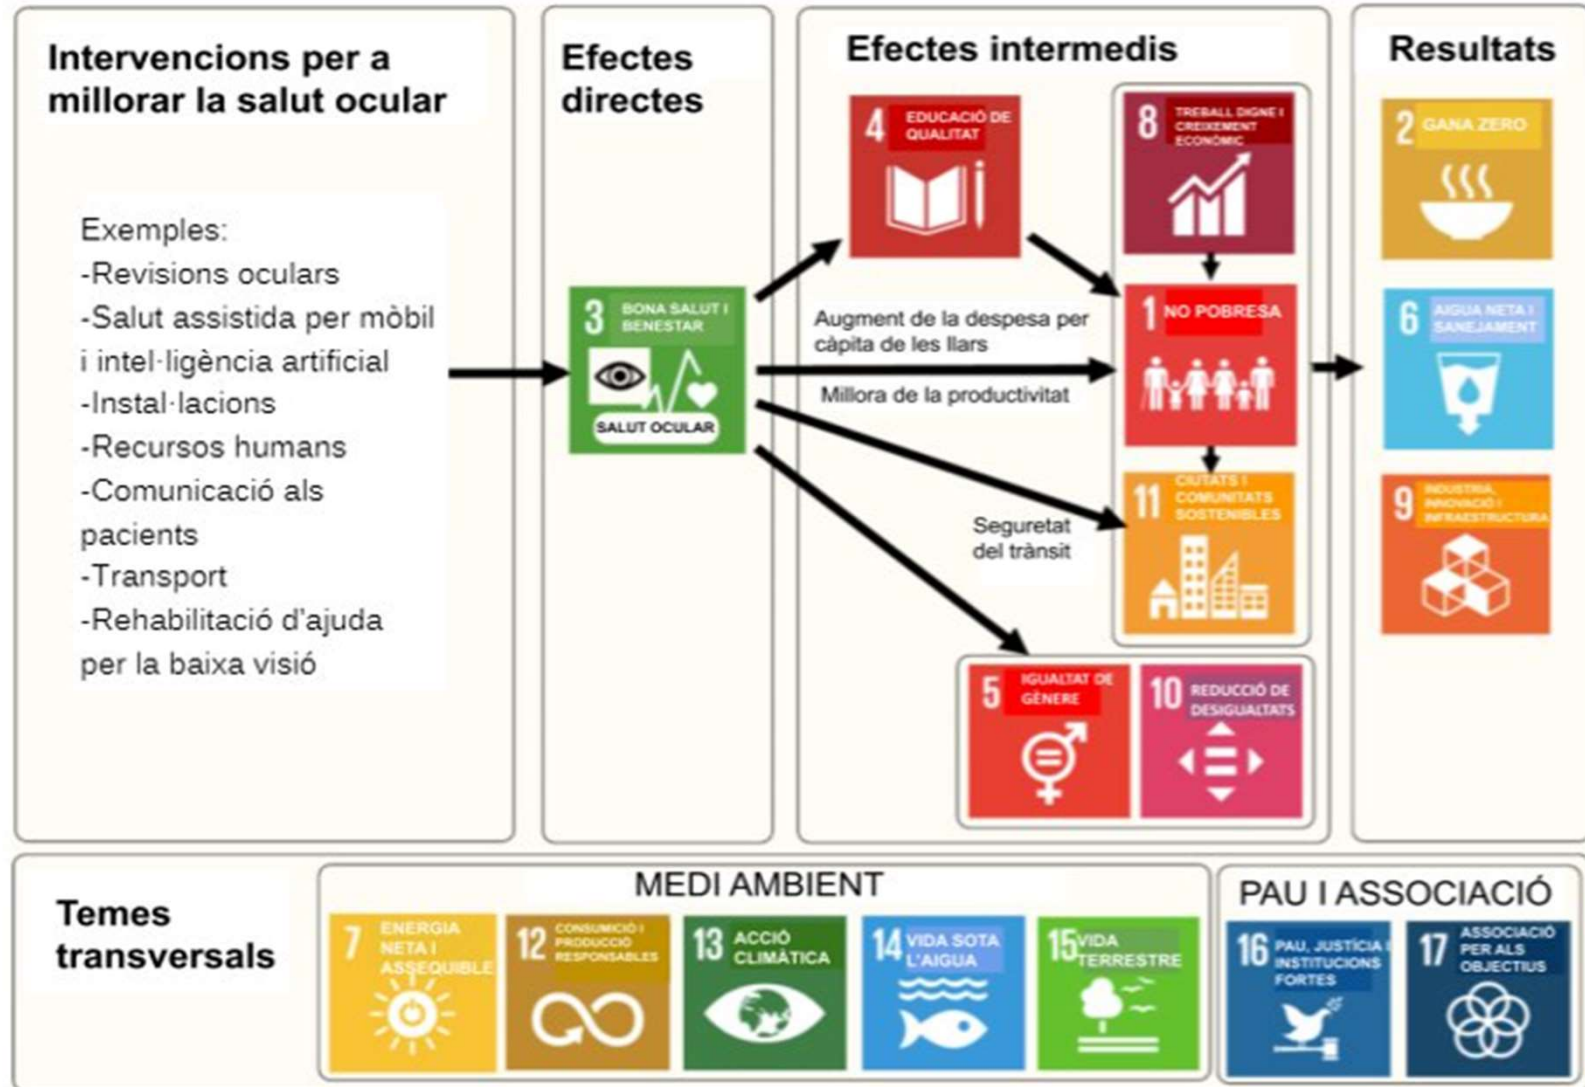 Intervencions per a
millorar la salut ocular
Exemples:
-Revisions oculars
-Salut assistida per mòbil
i intel·ligència artificial
-Instal·lacions
-Recursos humans
-Comunicació als
pacients
-Transport
-Rehabilitació d'ajuda
per la baixa visió
Efectes
directes
3 BONA SALUT I
BENESTAR
SALUT OCULAR
Efectes intermedis
4 EDUCACIÓ DE
QUALITAT
8 TREBALL DIGNE I
CREIXEMENT
ECONÒMIC
Augment de la despesa per
càpita de les llars
Millora de la productivitat
1 NO POBRESA
Seguretat
del trànsit
11 CIUTATS I
COMUNITATS
SOSTENIBLES
5 IGUALTAT DE
GÈNERE
10 REDUCCIÓ DE
DESIGUALTATS
Resultats
2 GANA ZERO
6 AIGUA NETA I
SANEJAMENT
9 INDUSTRIA,
INNOVACIÓ I
INFRAESTRUCTURA
Temes
transversals
MEDI AMBIENT
7 ENERGIA
NETA I
ASSEQUIBLE
12 CONSUMICIÓ I
PRODUCCIÓ
RESPONSABLES
13 ACCIÓ
CLIMÀTICA
14 VIDA SOTA
L'AIGUA
15 VIDA
TERRESTRE
PAU I ASSOCIACIÓ
16 PAU, JUSTÍCIA I
INSTITUCIONS
FORTES
17 ASSOCIACIÓ
PER ALS
OBJECTIUS